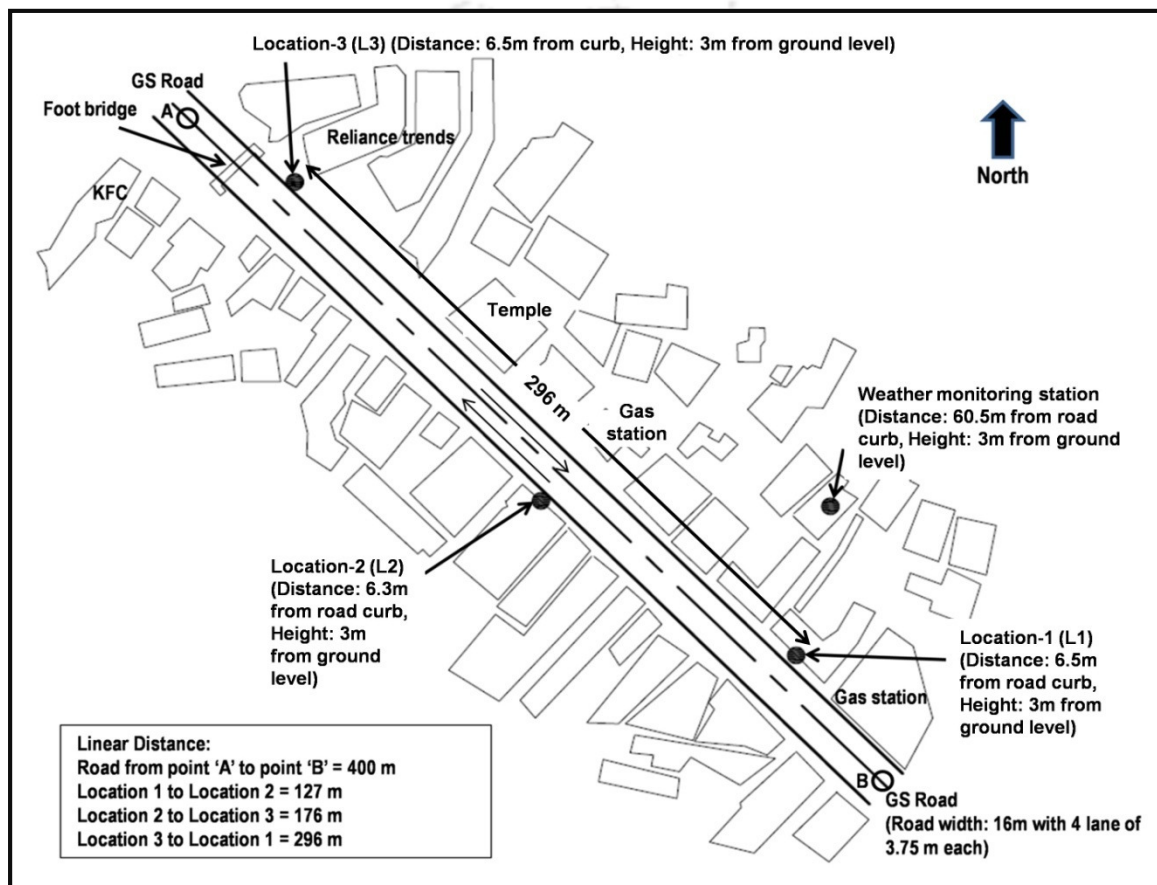 Location-3 (L3) (Distance: 6.5m from curb, Height: 3m from ground level)
GS Road
A
Foot bridge
Reliance trends
KFC
North
Temple
296 m
Gas
station
Weather monitoring station
(Distance: 60.5m from road
curb, Height: 3m from ground
level)
Location-2 (L2)
(Distance: 6.3m
from road curb,
Height: 3m
from ground
level)
Location-1 (L1)
(Distance: 6.5m
from road curb,
Height: 3m from
ground level)
Gas station
B
GS Road
(Road width: 16m with 4 lane of
3.75 m each)
Linear Distance:
Road from point ‘A’ to point ‘B’ = 400 m
Location 1 to Location 2 = 127 m
Location 2 to Location 3 = 176 m
Location 3 to Location 1 = 296 m